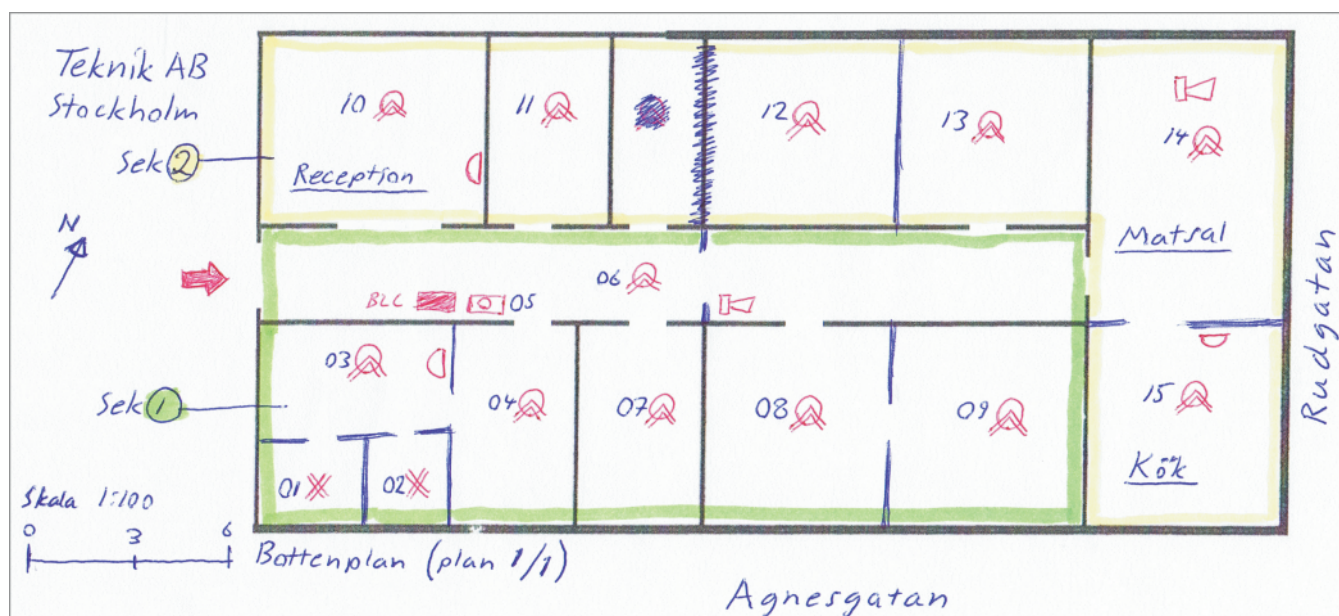 Teknik AB
Stockholm
Sek 2
10
Reception
11
12
13
14
Matsal
N
06
BLC
05
Rudgatan
03
04
07
08
09
15
Kök
Sek 1
01
02
Skala 1:100
0 3 6
Bottenplan (plan 1/1)
Agnesgatan